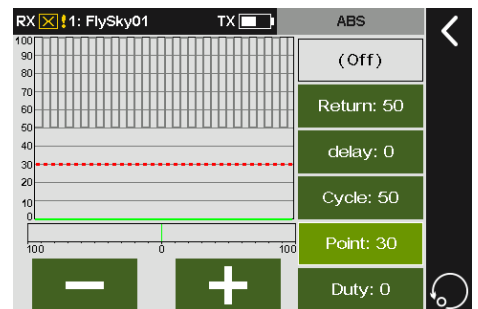 RX !1: FlySky01 TX ABS
100
90
80
70
60
50
40
30
20
10
0
100 0 100
− +
(Off)
Return: 50
delay: 0
Cycle: 50
Point: 30
Duty: 0